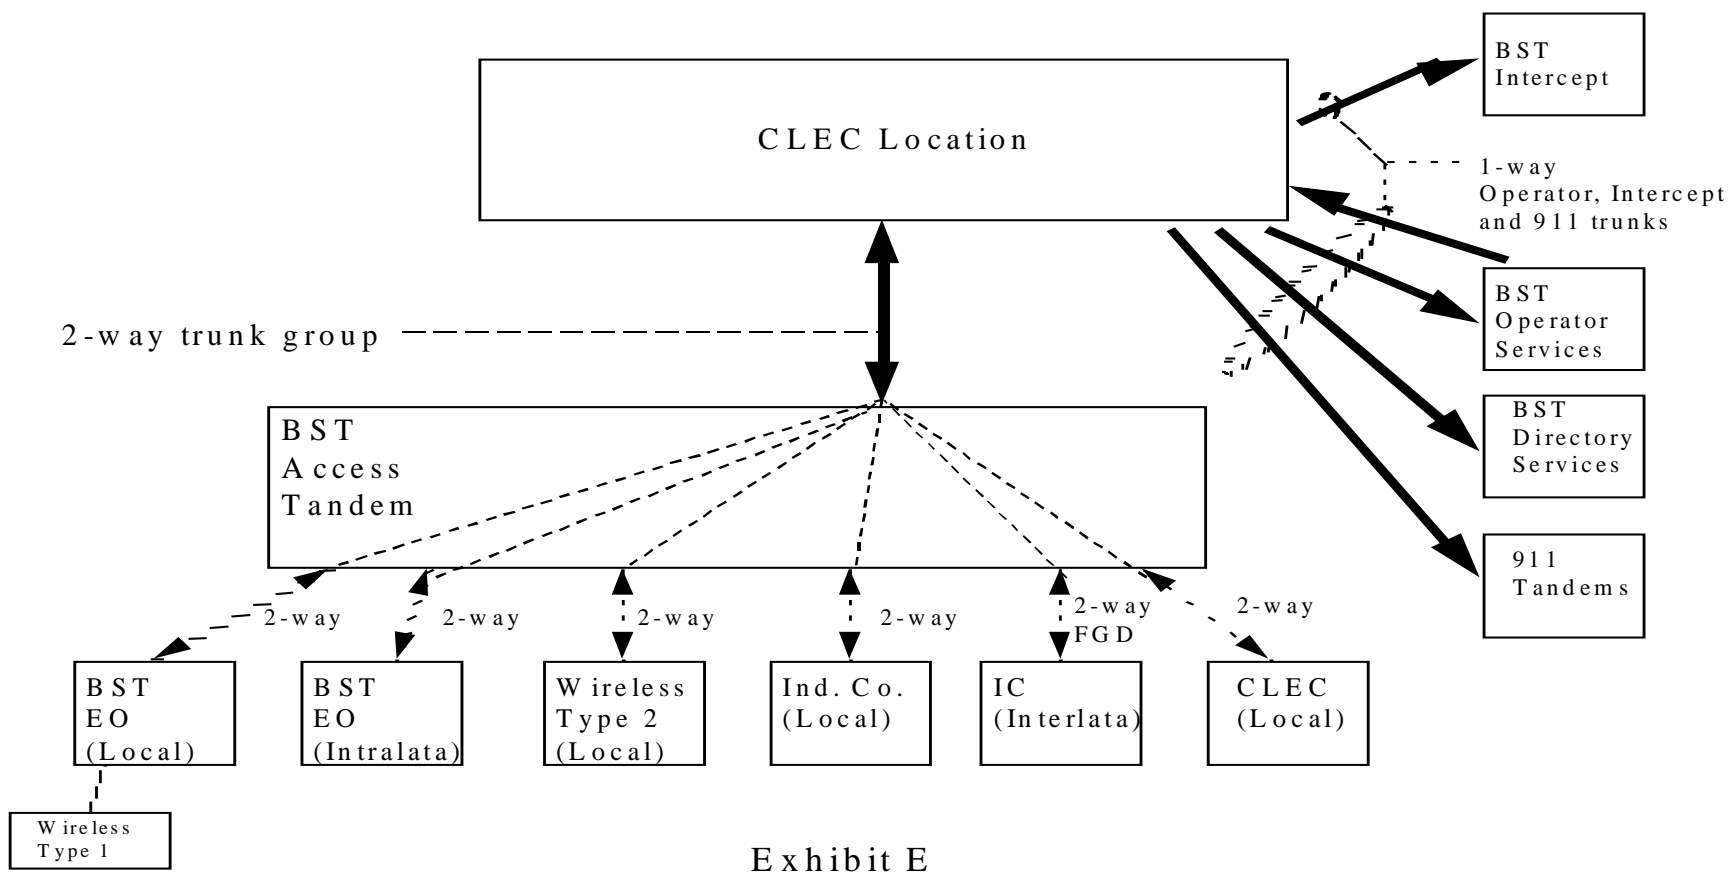 BST
Intercept
CLEC Location
1-way
Operator, Intercept
and 911 trunks
BST
Operator
Services
2-way trunk group
BST
Directory
Services
BST
Access
Tandem
911
Tandems
2-way
2-way
2-way
2-way
2-way
FGD
2-way
BST
EO
(Local)
BST
EO
(Intralata)
Wireless
Type 2
(Local)
Ind. Co.
(Local)
IC
(Interlata)
CLEC
(Local)
Wireless
Type 1
Exhibit E